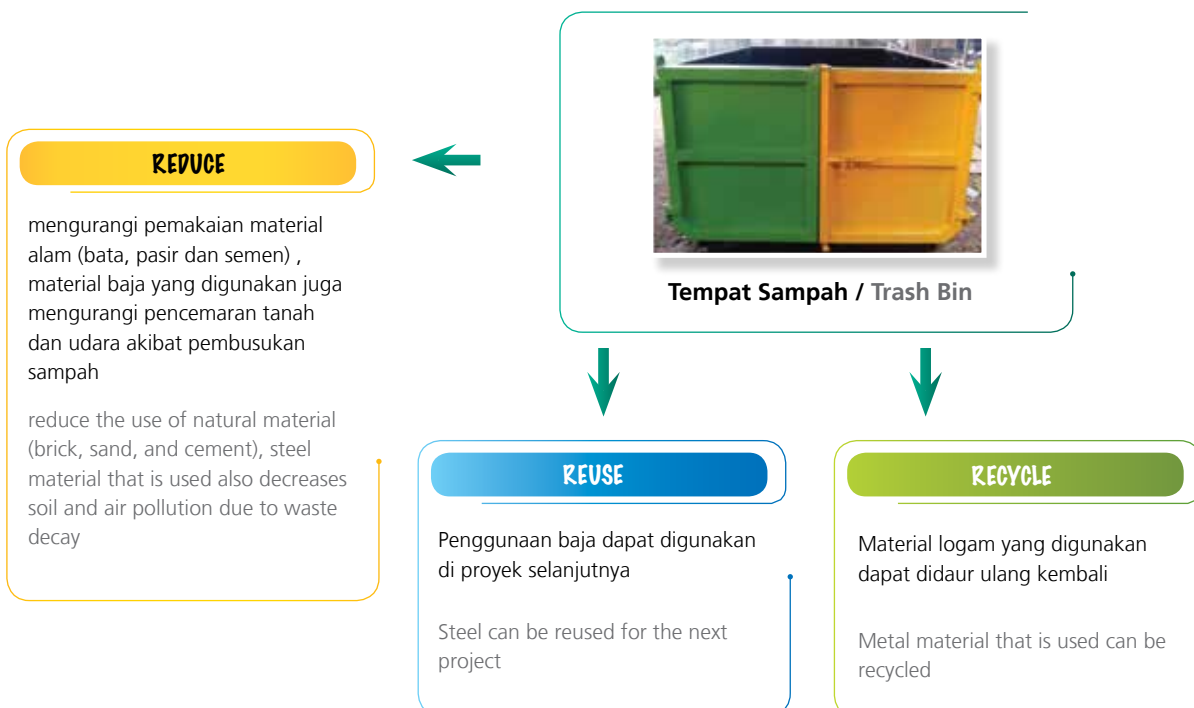 Tempat Sampah / Trash Bin
REDUCE
mengurangi pemakaian material
alam (bata, pasir dan semen) ,
material baja yang digunakan juga
mengurangi pencemaran tanah
dan udara akibat pembusukan
sampah
reduce the use of natural material
(brick, sand, and cement), steel
material that is used also decreases
soil and air pollution due to waste
decay
REUSE
Penggunaan baja dapat digunakan
di proyek selanjutnya
Steel can be reused for the next
project
RECYCLE
Material logam yang digunakan
dapat didaur ulang kembali
Metal material that is used can be
recycled